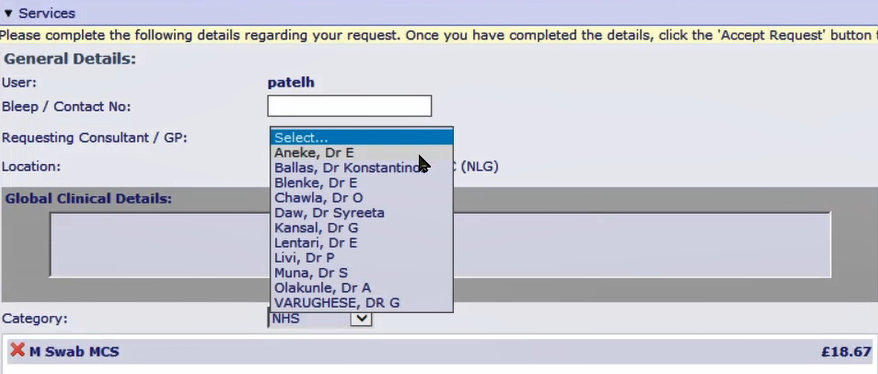 Services
Please complete the following details regarding your request. Once you have completed the details, click the 'Accept Request' button
General Details:
User: patelh
Bleep / Contact No:
Requesting Consultant / GP:
Select...
Aneke, Dr E
Location: (NLG)
Ballas, Dr Konstantinos
Blenke, Dr E
Chawla, Dr O
Global Clinical Details:
Daw, Dr Syreeta
Kansal, Dr G
Lentari, Dr E
Livi, Dr P
Muna, Dr S
Olakunle, Dr A
VARUGHESE, DR G
Category: NHS
M Swab MCS £18.67